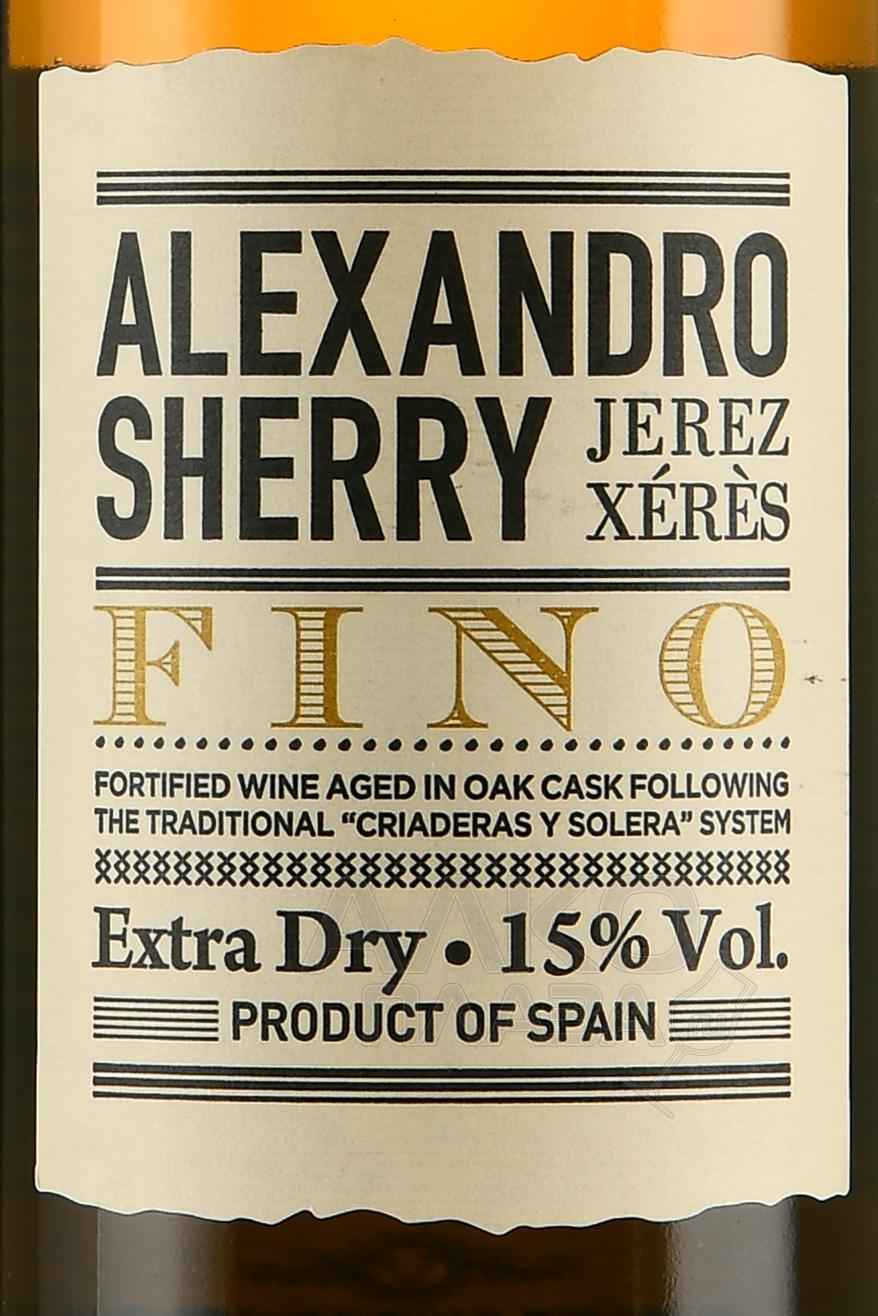 ALEXANDRO
SHERRY
JEREZ
XÉRÈS
FINO
FORTIFIED WINE AGED IN OAK CASK FOLLOWING
THE TRADITIONAL “CRIADERAS Y SOLERA” SYSTEM
Extra Dry • 15% Vol.
PRODUCT OF SPAIN